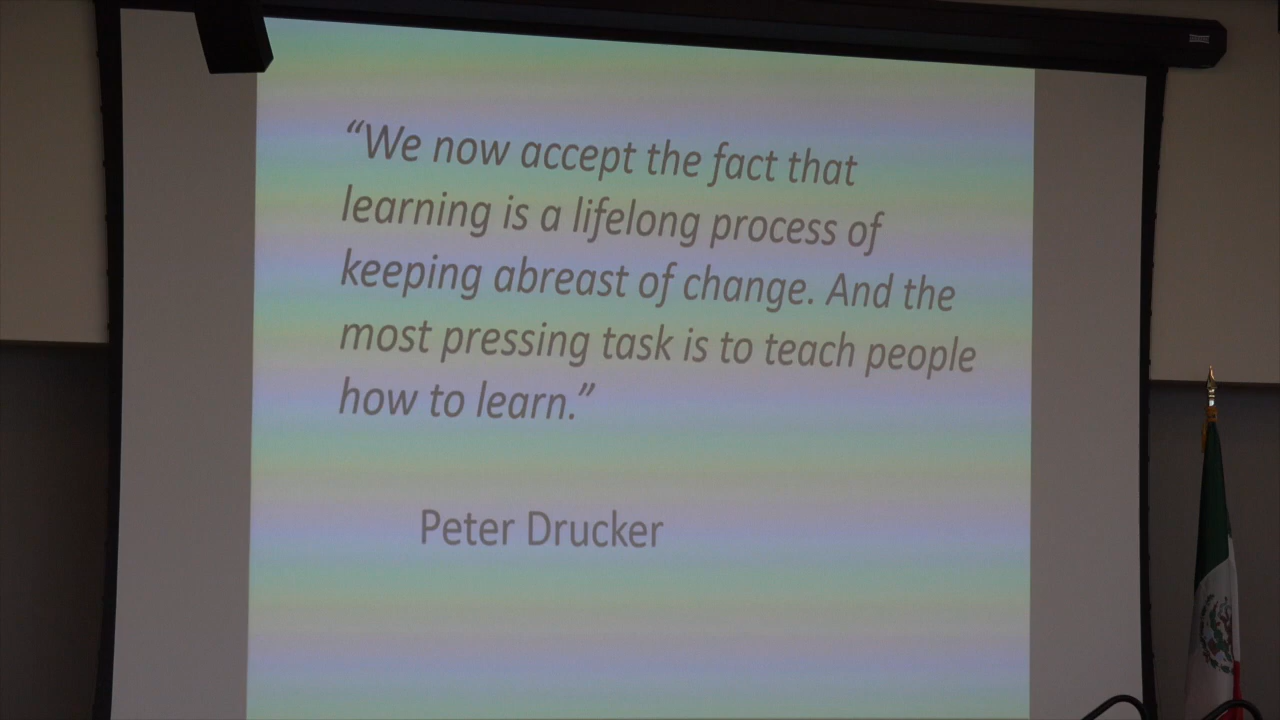 “We now accept the fact that
learning is a lifelong process of
keeping abreast of change. And the
most pressing task is to teach people
how to learn.”
Peter Drucker